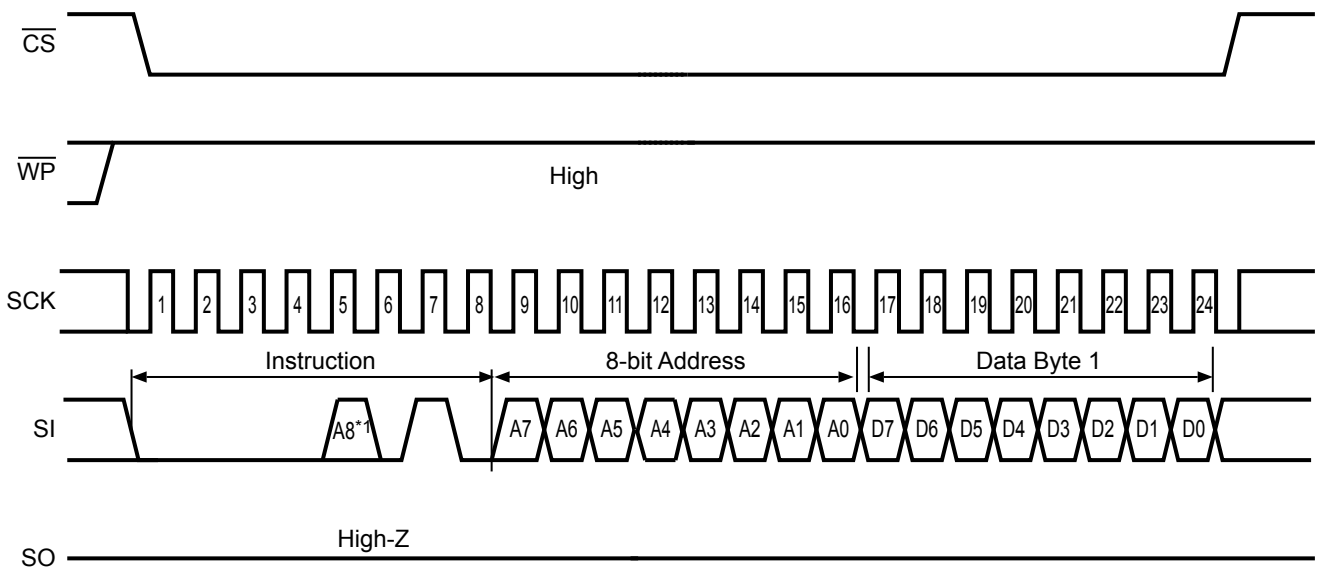 CS
WP
High
SCK
1 2 3 4 5 6 7 8 9 10 11 12 13 14 15 16 17 18 19 20 21 22 23 24
Instruction 8-bit Address Data Byte 1
SI
A8*1 A7 A6 A5 A4 A3 A2 A1 A0 D7 D6 D5 D4 D3 D2 D1 D0
High-Z
SO